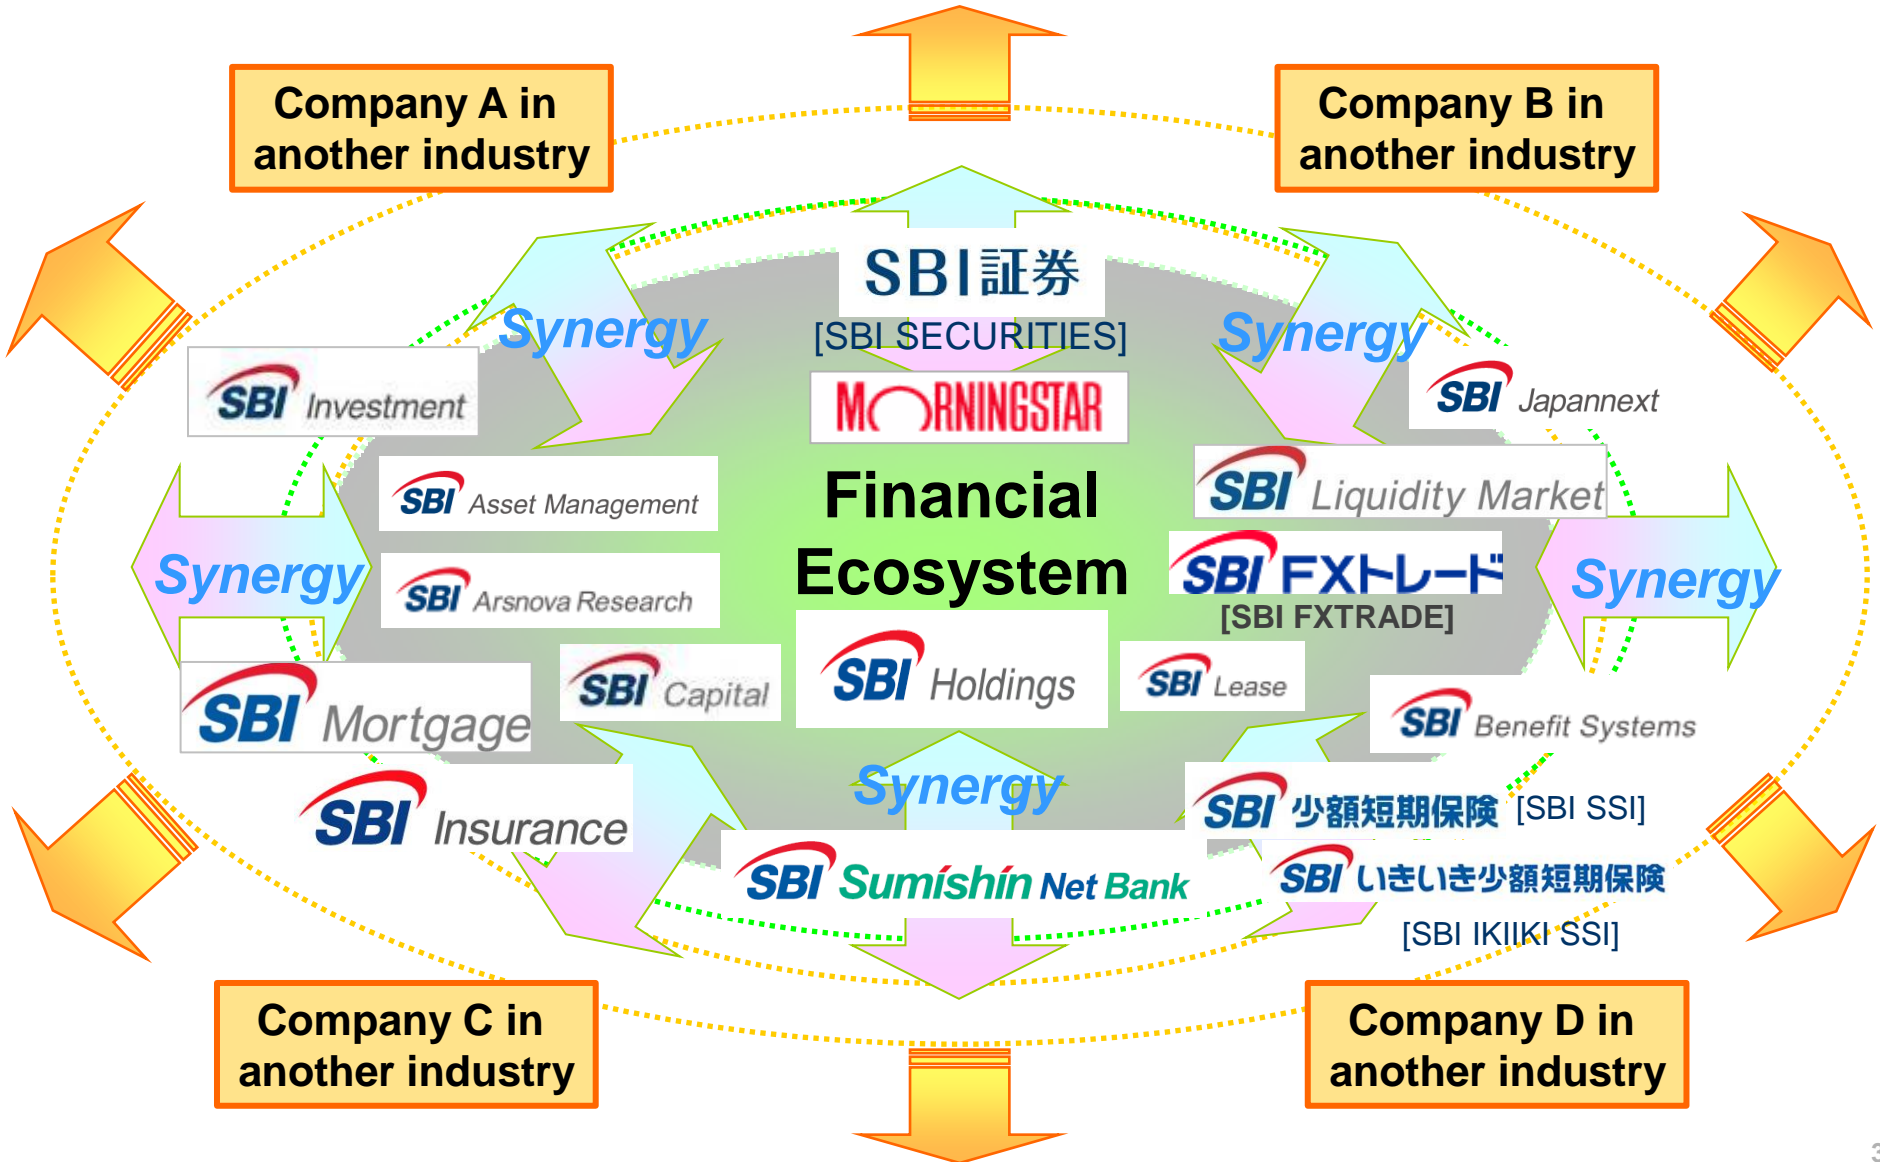 Company A in
another industry
Company B in
another industry
SBI証券
[SBI SECURITIES]
Synergy
Synergy
MORNINGSTAR
SBI Investment
SBI Japannext
SBI Asset Management
Financial
Ecosystem
SBI Liquidity Market
SBI FXトレード
[SBI FXTRADE]
Synergy
Synergy
SBI Arsnova Research
SBI Capital
SBI Holdings
SBI Lease
SBI Mortgage
SBI Benefit Systems
Synergy
SBI Insurance
SBI 少額短期保険 [SBI SSI]
SBI Sumishin Net Bank
SBI いきいき少額短期保険
[SBI IKIIKI SSI]
Company C in
another industry
Company D in
another industry
3